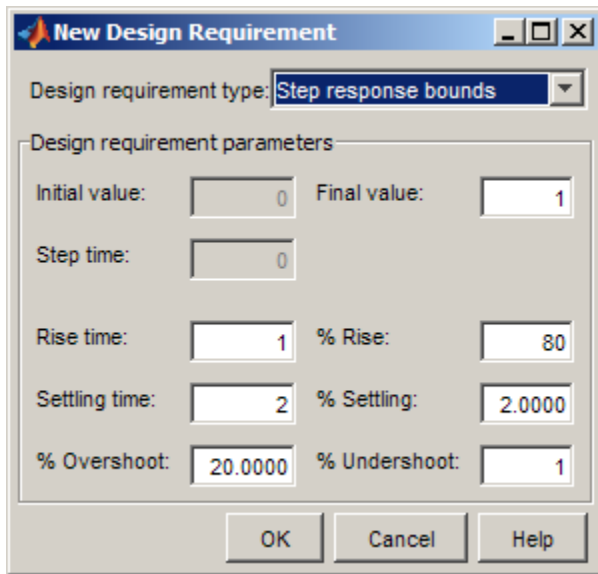 New Design Requirement
Design requirement type: Step response bounds
Design requirement parameters
Initial value: 0 Final value: 1
Step time: 0
Rise time: 1 % Rise: 80
Settling time: 2 % Settling: 2.0000
% Overshoot: 20.0000 % Undershoot: 1
OK Cancel Help